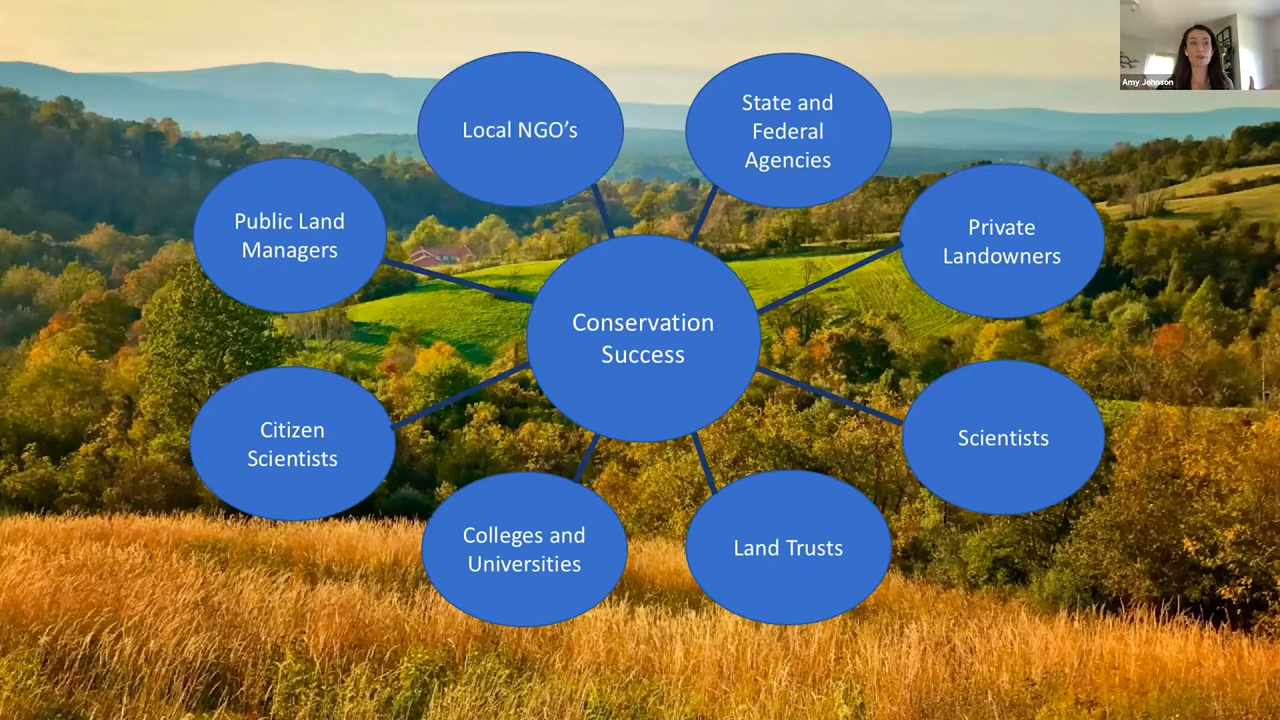 Amy Johnson
Local NGO’s
State and
Federal
Agencies
Public Land
Managers
Private
Landowners
Conservation
Success
Citizen
Scientists
Scientists
Colleges and
Universities
Land Trusts